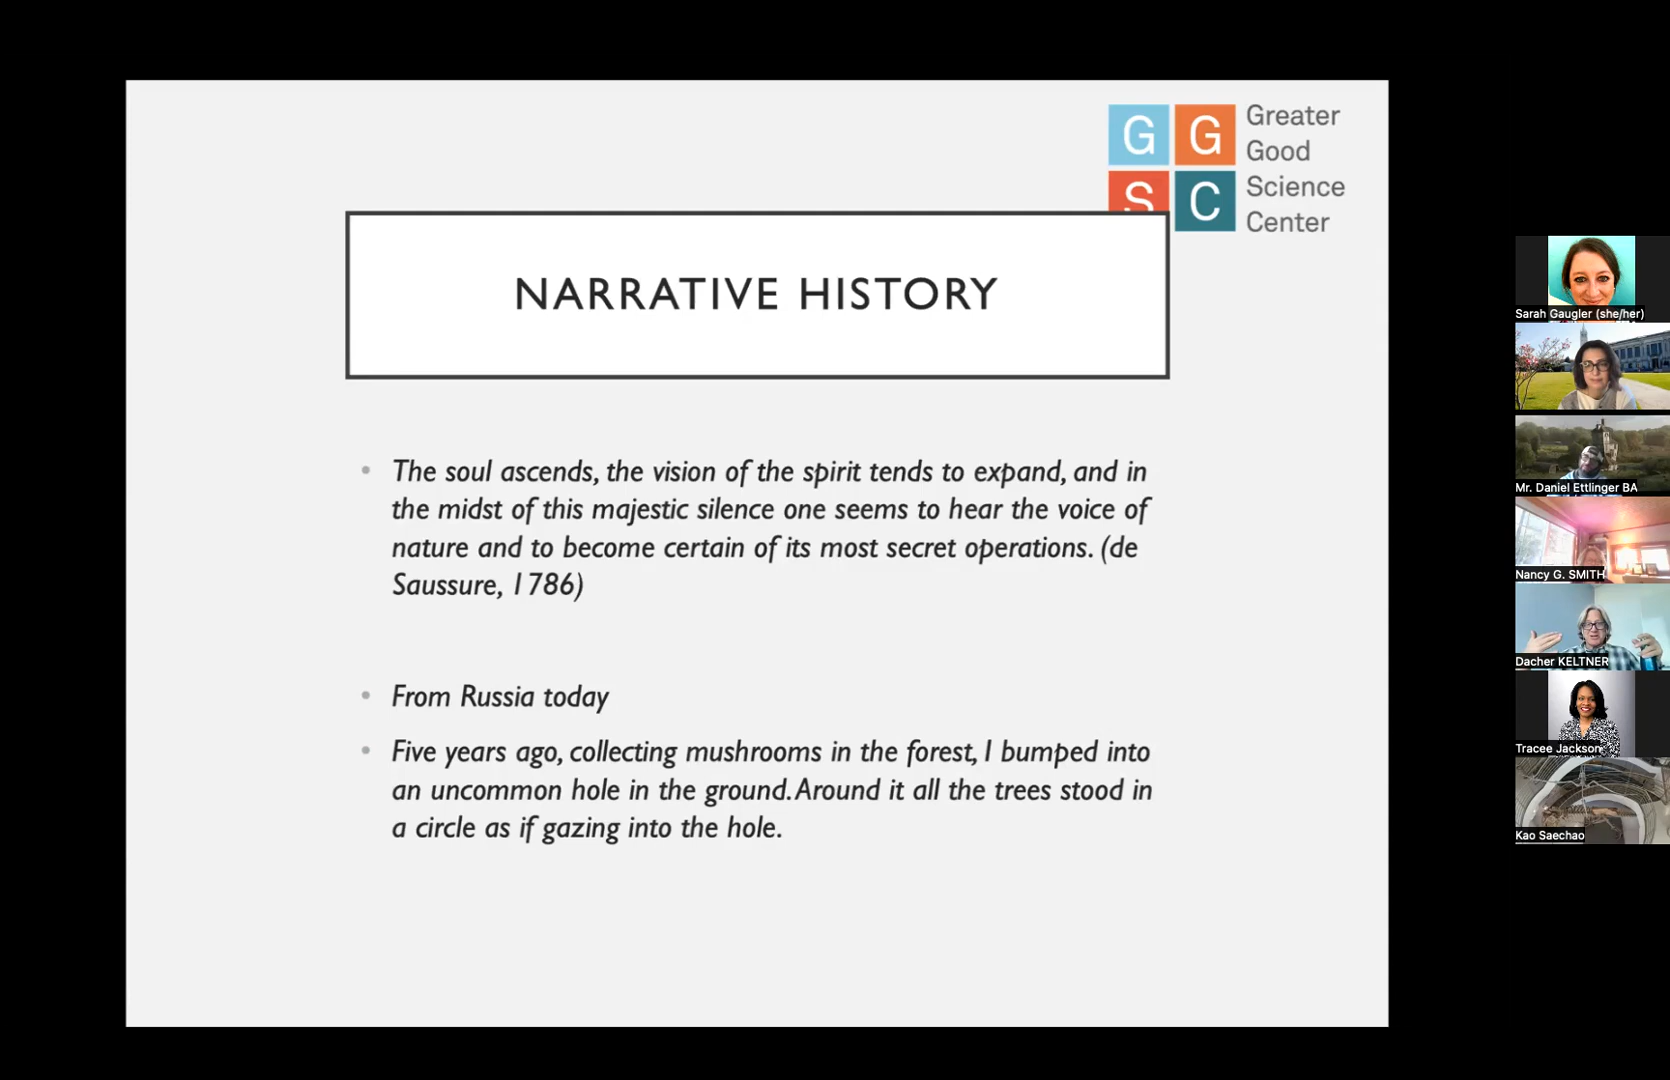 G G
S C
Greater
Good
Science
Center
NARRATIVE HISTORY
• The soul ascends, the vision of the spirit tends to expand, and in
the midst of this majestic silence one seems to hear the voice of
nature and to become certain of its most secret operations. (de
Saussure, 1786)
• From Russia today
• Five years ago, collecting mushrooms in the forest, I bumped into
an uncommon hole in the ground. Around it all the trees stood in
a circle as if gazing into the hole.
Sarah Gaugler (she/her)
Mr. Daniel Ettlinger BA
Nancy G. SMITH
Dacher KELTNER
Tracee Jackson
Kao Saechao